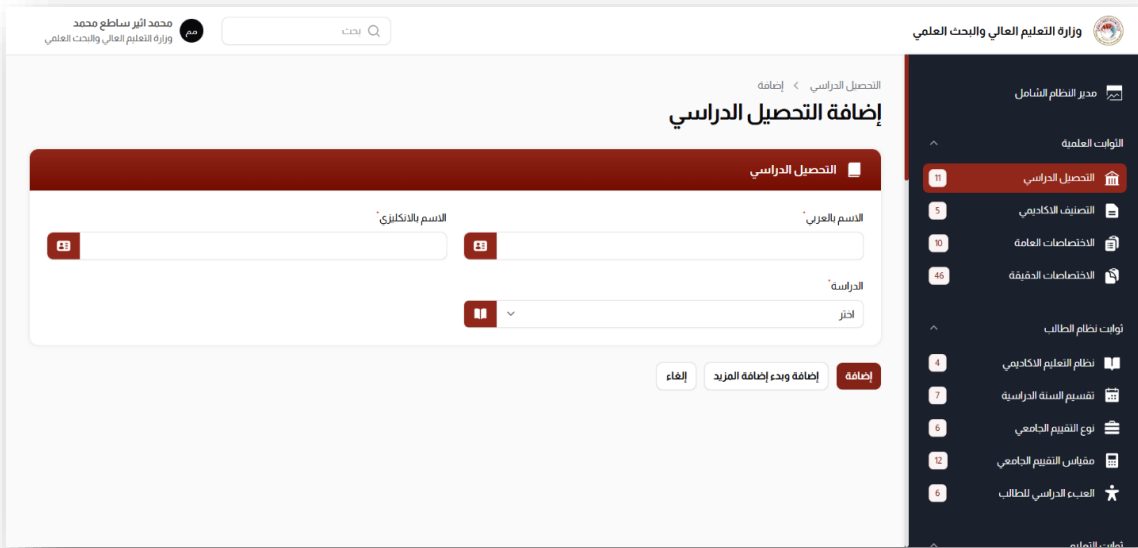 وزارة التعليم العالي والبحث العلمي
بحث
محمد اثير ساطع محمد
وزارة التعليم العالي والبحث العلمي
مم
مدير النظام الشامل
الثوابت العلمية
التحصيل الدراسي 11
التصنيف الاكاديمي 5
الاختصاصات العامة 10
الاختصاصات الدقيقة 46
ثوابت نظام الطالب
نظام التعليم الاكاديمي 4
تقسيم السنة الدراسية 7
نوع التقييم الجامعي 6
مقياس التقييم الجامعي 12
العبء الدراسي للطالب 6
ثوابت التعليم
التحصيل الدراسي > إضافة
إضافة التحصيل الدراسي
التحصيل الدراسي
الاسم بالعربي*
الاسم بالانكليزي*
الدراسة*
اختر
إضافة
إضافة وبدء إضافة المزيد
إلغاء